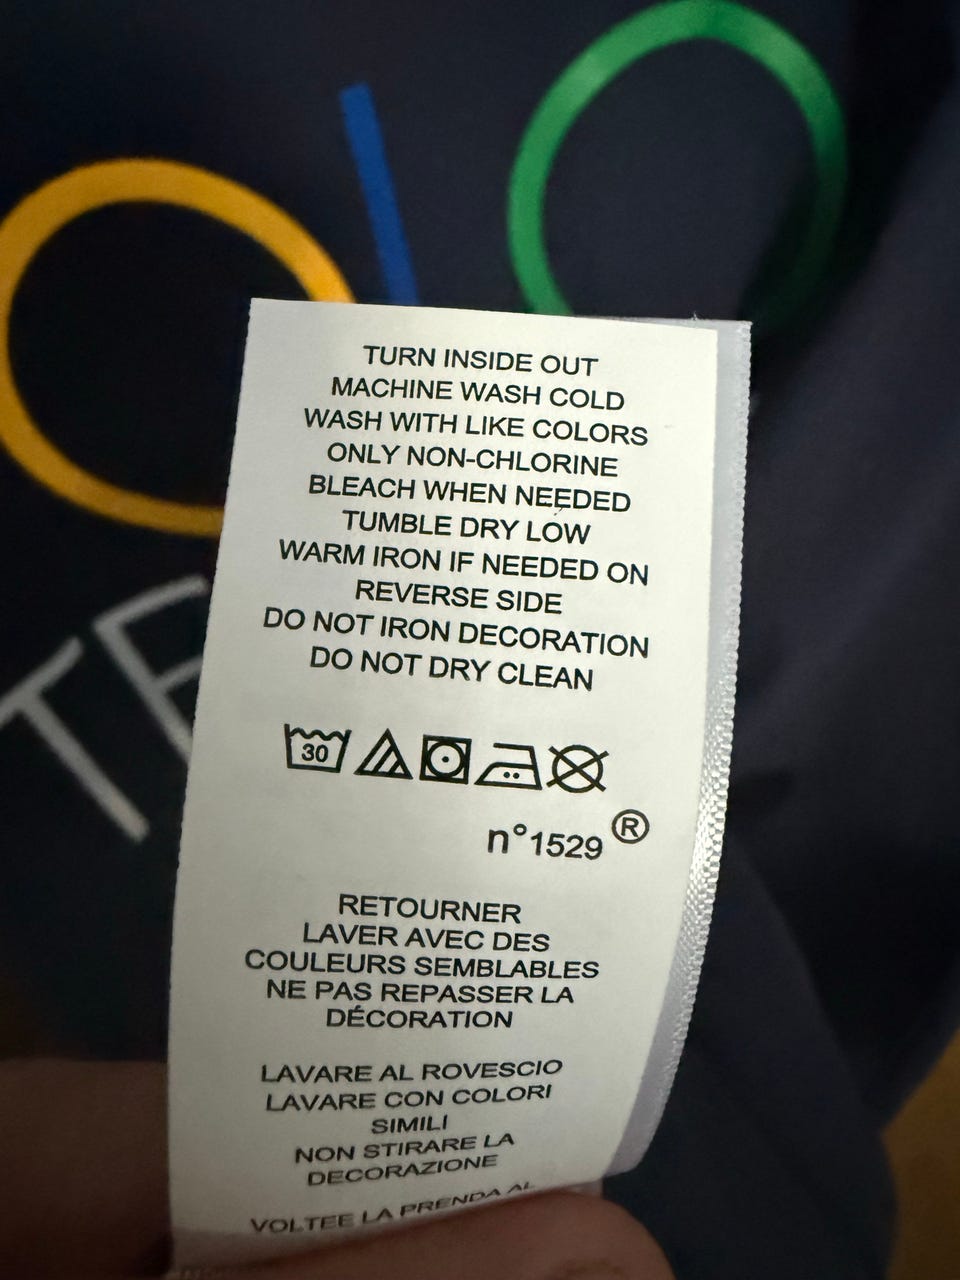 TE
TURN INSIDE OUT
MACHINE WASH COLD
WASH WITH LIKE COLORS
ONLY NON-CHLORINE
BLEACH WHEN NEEDED
TUMBLE DRY LOW
WARM IRON IF NEEDED ON
REVERSE SIDE
DO NOT IRON DECORATION
DO NOT DRY CLEAN
30
n°1529®
RETOURNER
LAVER AVEC DES
COULEURS SEMBLABLES
NE PAS REPASSER LA
DÉCORATION
LAVARE AL ROVESCIO
LAVARE CON COLORI
SIMILI
NON STIRARE LA
DECORAZIONE
VOLTEE LA PRENDA AL